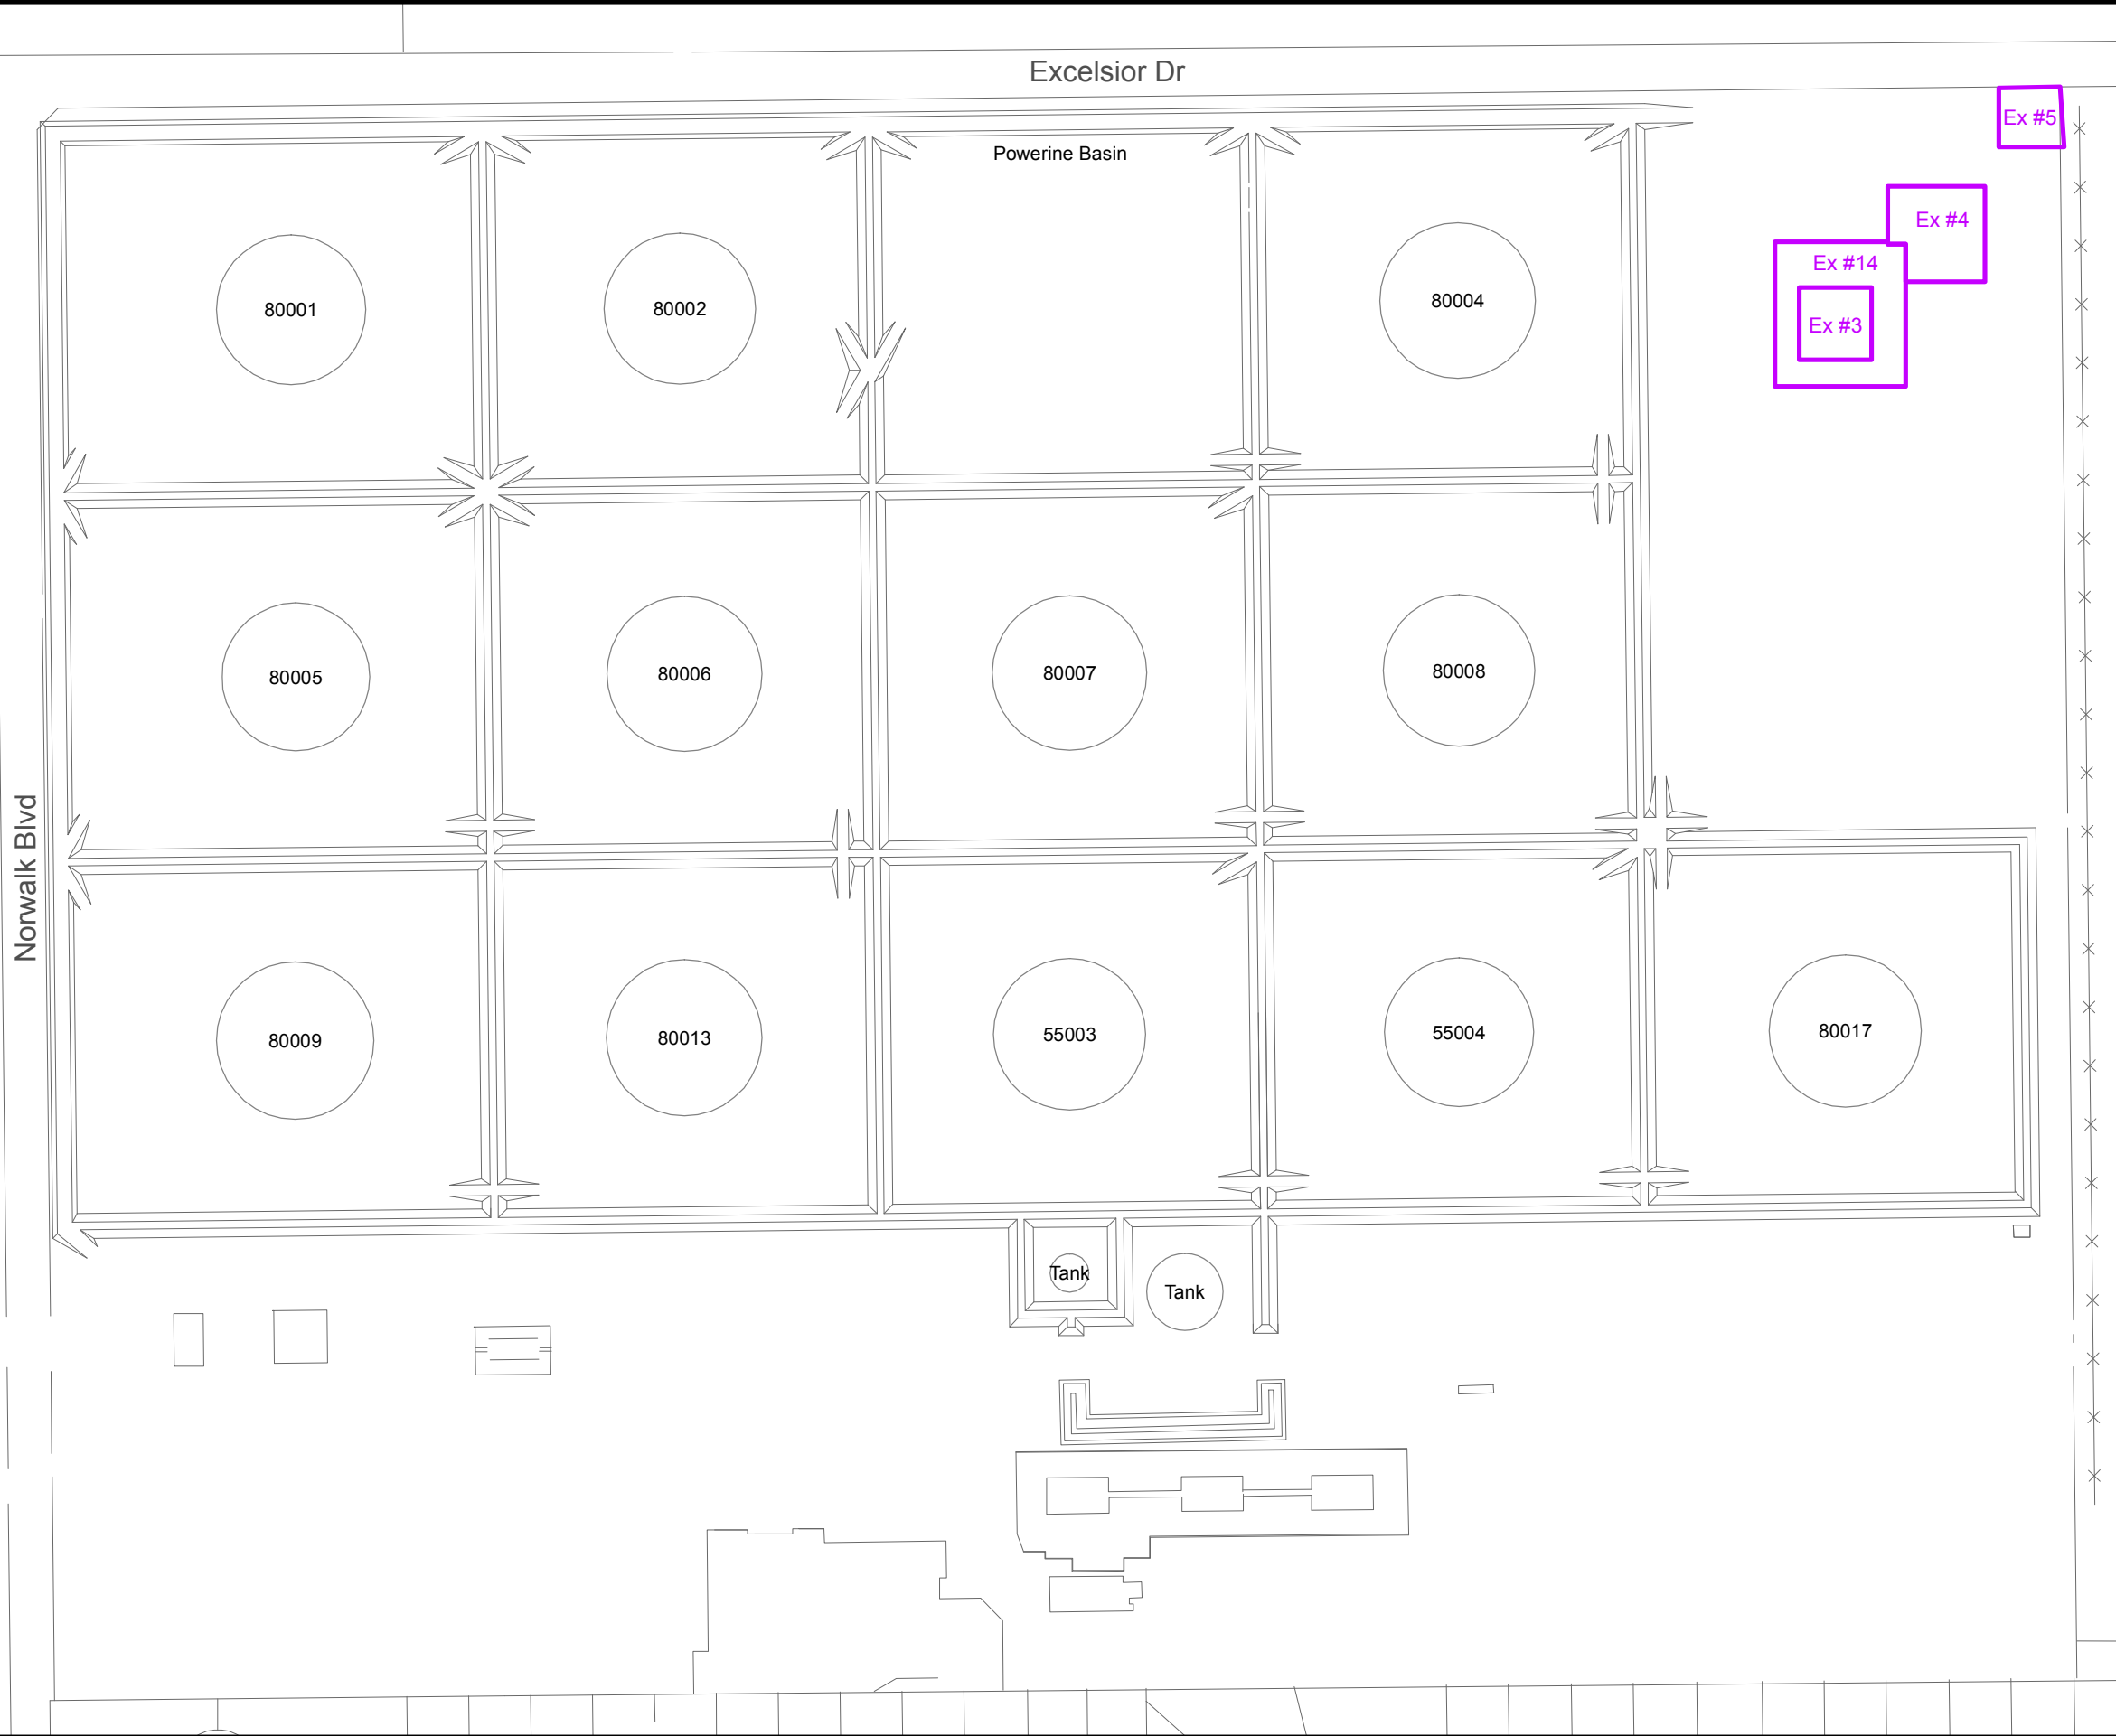 Excelsior Dr
Ex #5
Powerine Basin
Ex #4
Ex #14
80001
80002
80004
Ex #3
80005
80006
80007
80008
Norwalk Blvd
80009
80013
55003
55004
80017
Tank
Tank